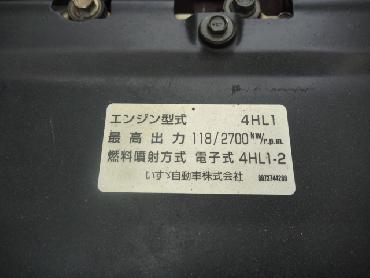 エンジン型式 4HL1
最高出力 118/2700 kW/r.p.m.
燃料噴射方式 電子式 4HL1-2
いすゞ自動車株式会社